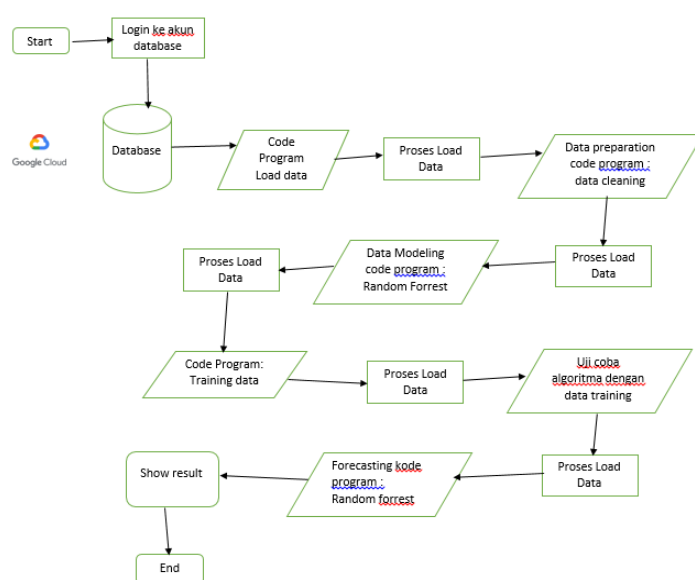 Start
Login ke akun
database
Google Cloud
Database
Code
Program
Load data
Proses Load
Data
Data preparation
code program :
data cleaning
Proses Load
Data
Data Modeling
code program :
Random Forrest
Proses Load
Data
Code Program:
Training data
Proses Load
Data
Uji coba
algoritma dengan
data training
Proses Load
Data
Forecasting kode
program :
Random forrest
Show result
End